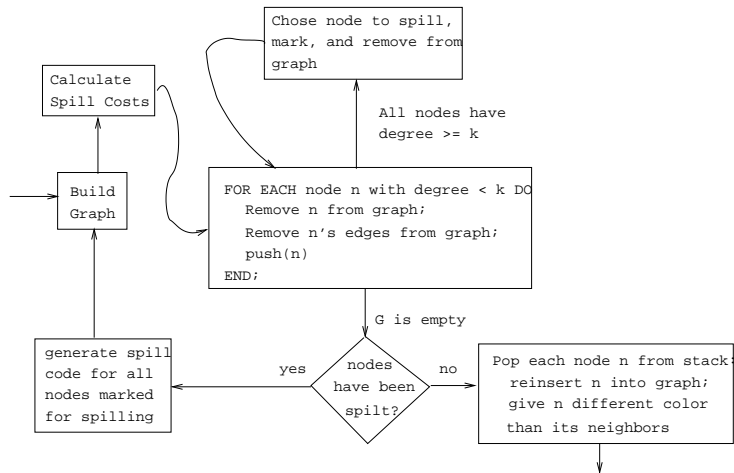 Chose node to spill,
mark, and remove from
graph
Calculate
Spill Costs
All nodes have
degree >= k
Build
Graph
FOR EACH node n with degree < k DO
Remove n from graph;
Remove n's edges from graph;
push(n)
END;
G is empty
generate spill
code for all
nodes marked
for spilling
yes
nodes
have been
spilt?
no
Pop each node n from stack;
reinsert n into graph;
give n different color
than its neighbors